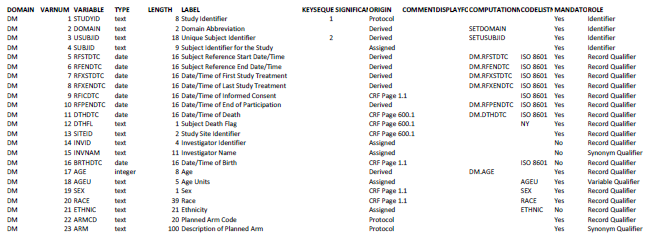 DOMAIN VARNUM VARIABLE TYPE LENGTH LABEL KEYSEQUE SIGNIFICAI ORIGIN COMMENT DISPLAYFC COMPUTATIONN CODELISTN MANDATO ROLE
DM 1 STUDYID text 8 Study Identifier 1 Protocol Yes Identifier
DM 2 DOMAIN text 2 Domain Abbreviation Derived SETDOMAIN Yes Identifier
DM 3 USUBJID text 18 Unique Subject Identifier 2 Derived SETUSUBJID Yes Identifier
DM 4 SUBJID text 9 Subject Identifier for the Study Assigned Yes Identifier
DM 5 RFSTDTC date 16 Subject Reference Start Date/Time Derived DM.RFSTDTC ISO 8601 Yes Record Qualifier
DM 6 RFENDTC date 16 Subject Reference End Date/Time Derived DM.RFENDTC ISO 8601 Yes Record Qualifier
DM 7 RFXSTDTC date 16 Date/Time of First Study Treatment Derived DM.RFXSTDTC ISO 8601 Yes Record Qualifier
DM 8 RFXENDTC date 16 Date/Time of Last Study Treatment Derived DM.RFXENDTC ISO 8601 Yes Record Qualifier
DM 9 RFICDTC date 16 Date/Time of Informed Consent CRF Page 1.1 ISO 8601 Yes Record Qualifier
DM 10 RFPENDTC date 16 Date/Time of End of Participation Derived DM.RFPENDTC ISO 8601 Yes Record Qualifier
DM 11 DTHDTC date 16 Date/Time of Death CRF Page 600.1 DM.DTHDTC ISO 8601 Yes Record Qualifier
DM 12 DTHFL text 1 Subject Death Flag CRF Page 600.1 NY Yes Record Qualifier
DM 13 SITEID text 2 Study Site Identifier CRF Page 600.1 Yes Record Qualifier
DM 14 INVID text 4 Investigator Identifier Assigned No Record Qualifier
DM 15 INVNAM text 11 Investigator Name Assigned No Synonym Qualifier
DM 16 BRTHDTC date 16 Date/Time of Birth CRF Page 1.1 ISO 8601 No Record Qualifier
DM 17 AGE integer 8 Age Derived DM.AGE Yes Record Qualifier
DM 18 AGEU text 5 Age Units Assigned AGEU Yes Variable Qualifier
DM 19 SEX text 1 Sex CRF Page 1.1 SEX Yes Record Qualifier
DM 20 RACE text 39 Race CRF Page 1.1 RACE Yes Record Qualifier
DM 21 ETHNIC text 21 Ethnicity Assigned ETHNIC No Record Qualifier
DM 22 ARMCD text 20 Planned Arm Code Protocol Yes Record Qualifier
DM 23 ARM text 100 Description of Planned Arm Protocol Yes Synonym Qualifier